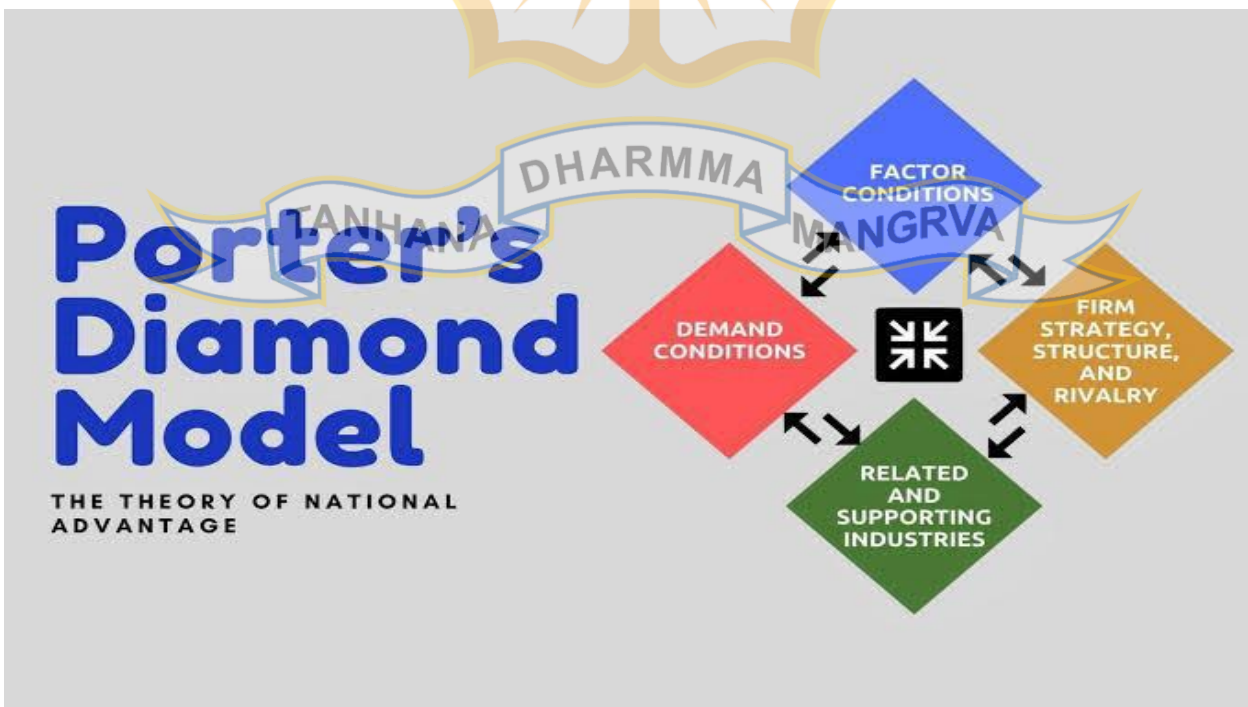 TANHANA DHARMMA MANGRVA
Porter's
Diamond
Model
THE THEORY OF NATIONAL
ADVANTAGE
FACTOR
CONDITIONS
DEMAND
CONDITIONS
FIRM
STRATEGY,
STRUCTURE,
AND
RIVALRY
RELATED
AND
SUPPORTING
INDUSTRIES